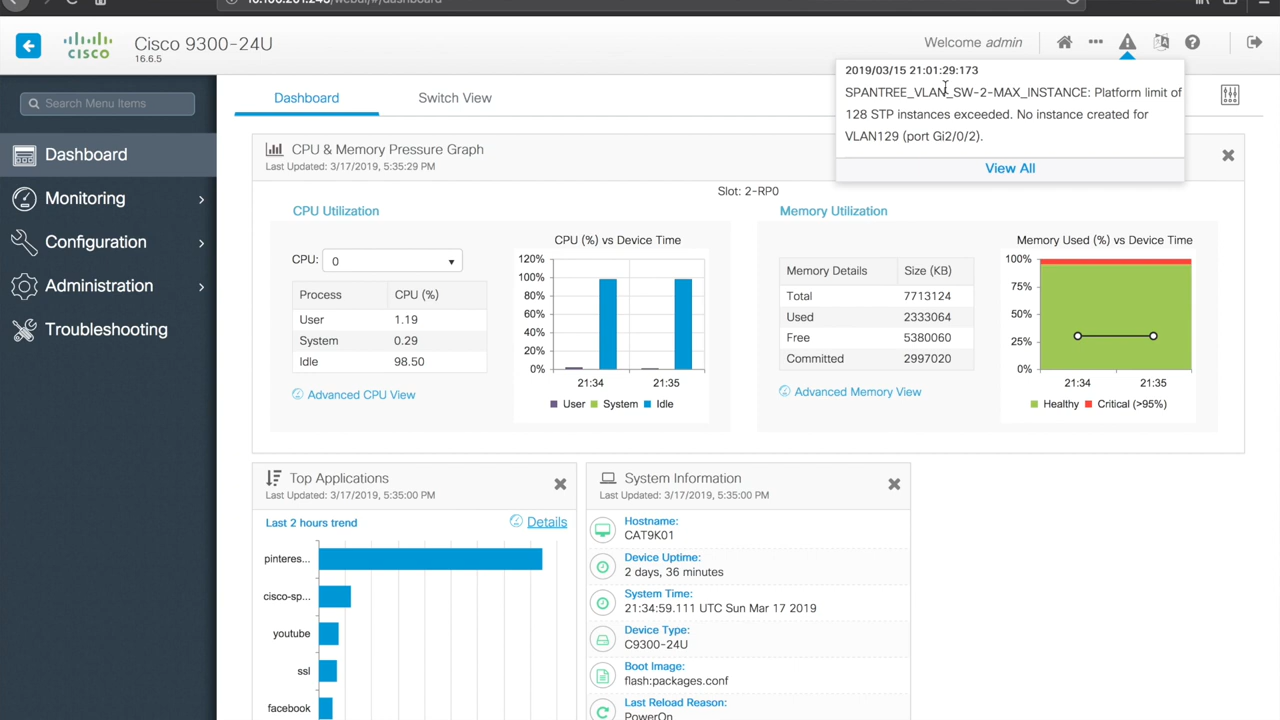 Cisco 9300-24U
16.6.5
CISCO
Welcome admin
Search Menu Items
Dashboard
Monitoring
Configuration
Administration
Troubleshooting
Dashboard
Switch View
2019/03/15 21:01:29:173
SPANTREE_VLAN_SW-2-MAX_INSTANCE: Platform limit of
128 STP instances exceeded. No instance created for
VLAN129 (port Gi2/0/2).
View All
CPU & Memory Pressure Graph
Last Updated: 3/17/2019, 5:35:29 PM
Slot: 2-RP0
CPU Utilization
CPU: 0
Process CPU (%)
User 1.19
System 0.29
Idle 98.50
Advanced CPU View
CPU (%) vs Device Time
120%
100%
80%
60%
40%
20%
0%
21:34 21:35
User System Idle
Memory Utilization
Memory Details Size (KB)
Total 7713124
Used 2333064
Free 5380060
Committed 2997020
Advanced Memory View
Memory Used (%) vs Device Time
100%
75%
50%
25%
0%
21:34 21:35
Healthy Critical (>95%)
Top Applications
Last Updated: 3/17/2019, 5:35:00 PM
Last 2 hours trend
Details
pinteres...
cisco-sp...
youtube
ssl
facebook
System Information
Last Updated: 3/17/2019, 5:35:00 PM
Hostname:
CAT9K01
Device Uptime:
2 days, 36 minutes
System Time:
21:34:59.111 UTC Sun Mar 17 2019
Device Type:
C9300-24U
Boot Image:
flash:packages.conf
Last Reload Reason:
PowerOn